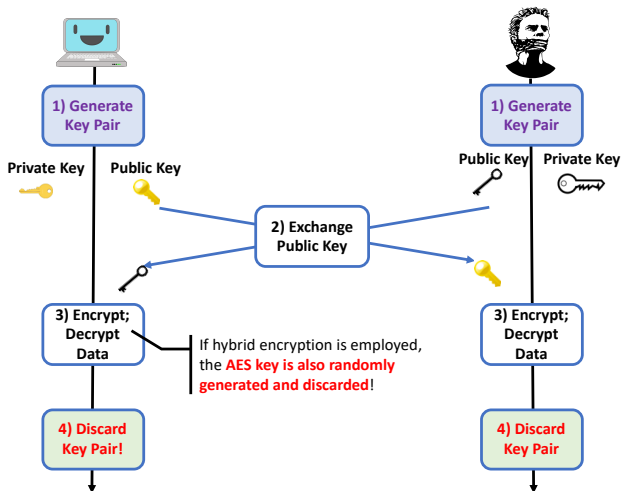 1) Generate
Key Pair
1) Generate
Key Pair
Private Key
Public Key
Public Key
Private Key
2) Exchange
Public Key
3) Encrypt;
Decrypt
Data
If hybrid encryption is employed,
the AES key is also randomly
generated and discarded!
3) Encrypt;
Decrypt
Data
4) Discard
Key Pair!
4) Discard
Key Pair